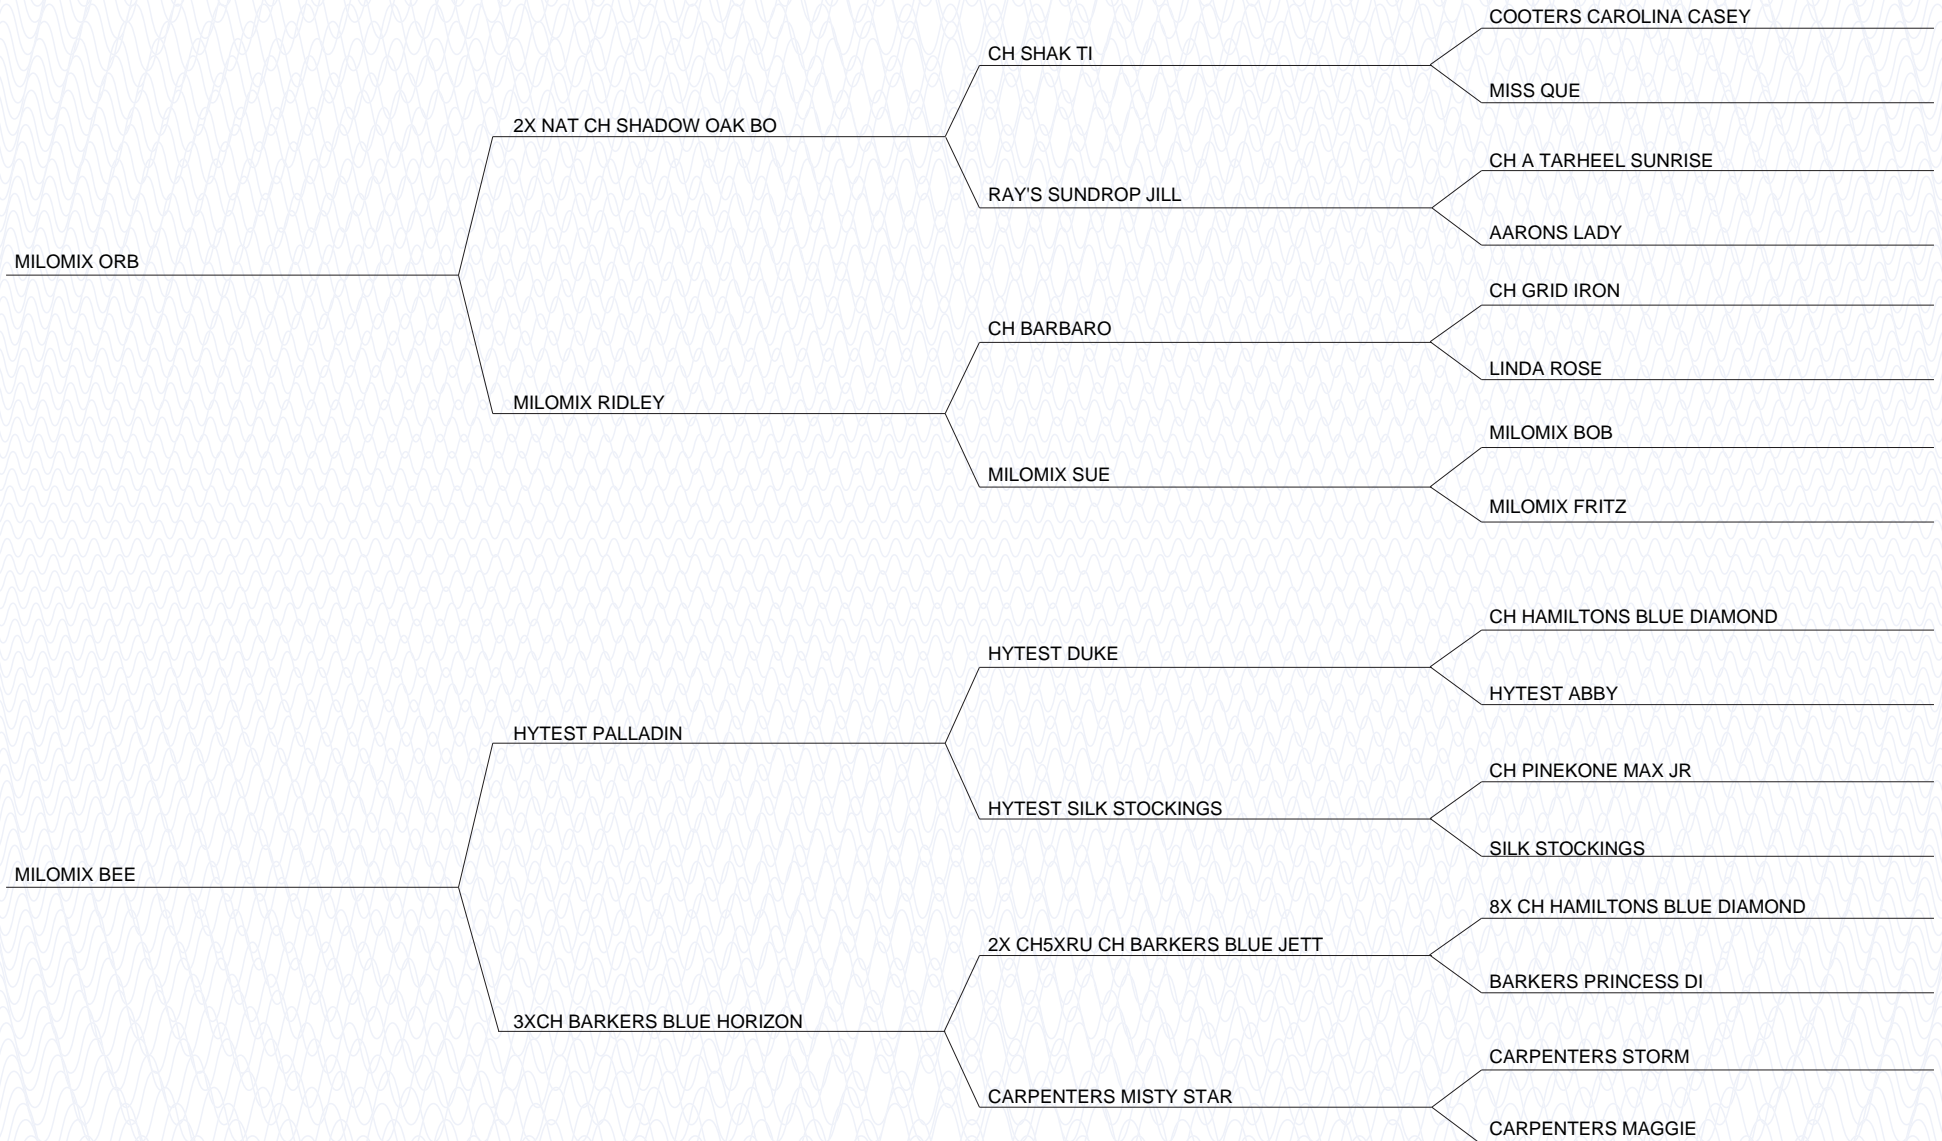 COOTERS CAROLINA CASEY
CH SHAK TI
MISS QUE
2X NAT CH SHADOW OAK BO
CH A TARHEEL SUNRISE
RAY'S SUNDROP JILL
AARONS LADY
MILOMIX ORB
CH GRID IRON
CH BARBARO
LINDA ROSE
MILOMIX RIDLEY
MILOMIX BOB
MILOMIX SUE
MILOMIX FRITZ
CH HAMILTONS BLUE DIAMOND
HYTEST DUKE
HYTEST ABBY
HYTEST PALLADIN
CH PINEKONE MAX JR
HYTEST SILK STOCKINGS
SILK STOCKINGS
MILOMIX BEE
8X CH HAMILTONS BLUE DIAMOND
2X CH5XRU CH BARKERS BLUE JETT
BARKERS PRINCESS DI
3XCH BARKERS BLUE HORIZON
CARPENTERS STORM
CARPENTERS MISTY STAR
CARPENTERS MAGGIE